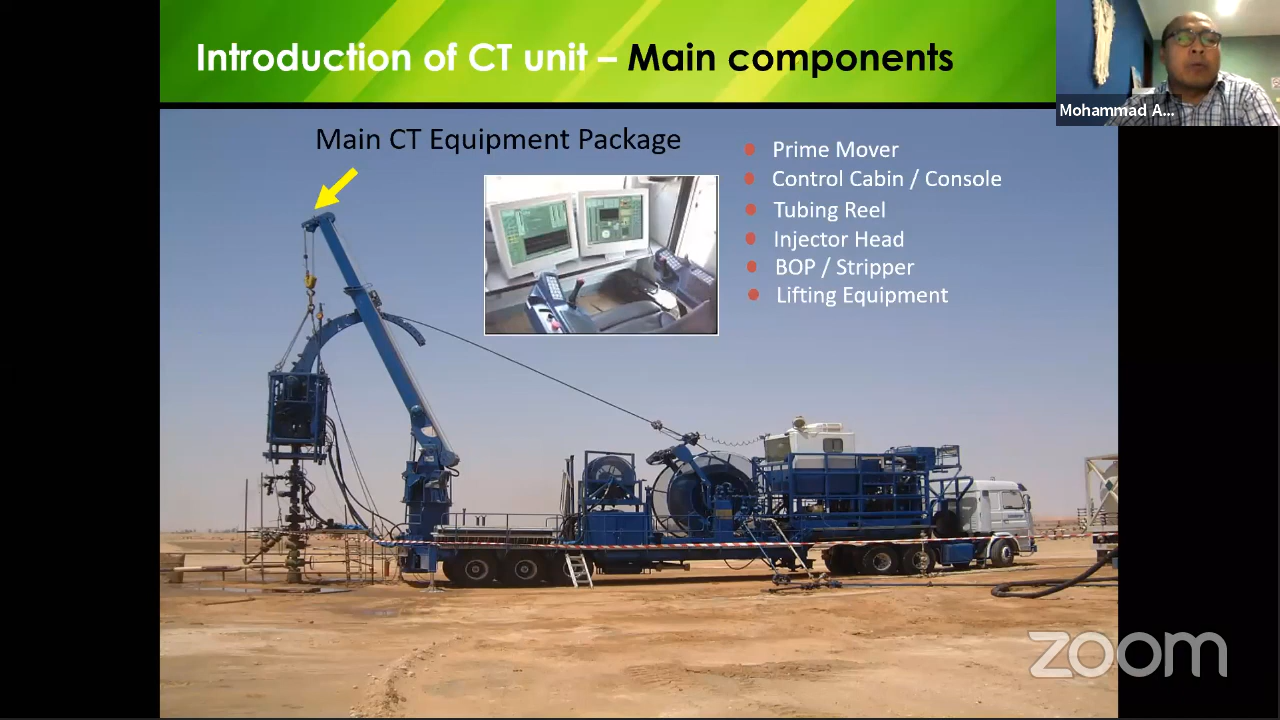 Introduction of CT unit – Main components
Mohammad A...
Main CT Equipment Package
Prime Mover
Control Cabin / Console
Tubing Reel
Injector Head
BOP / Stripper
Lifting Equipment
zoom